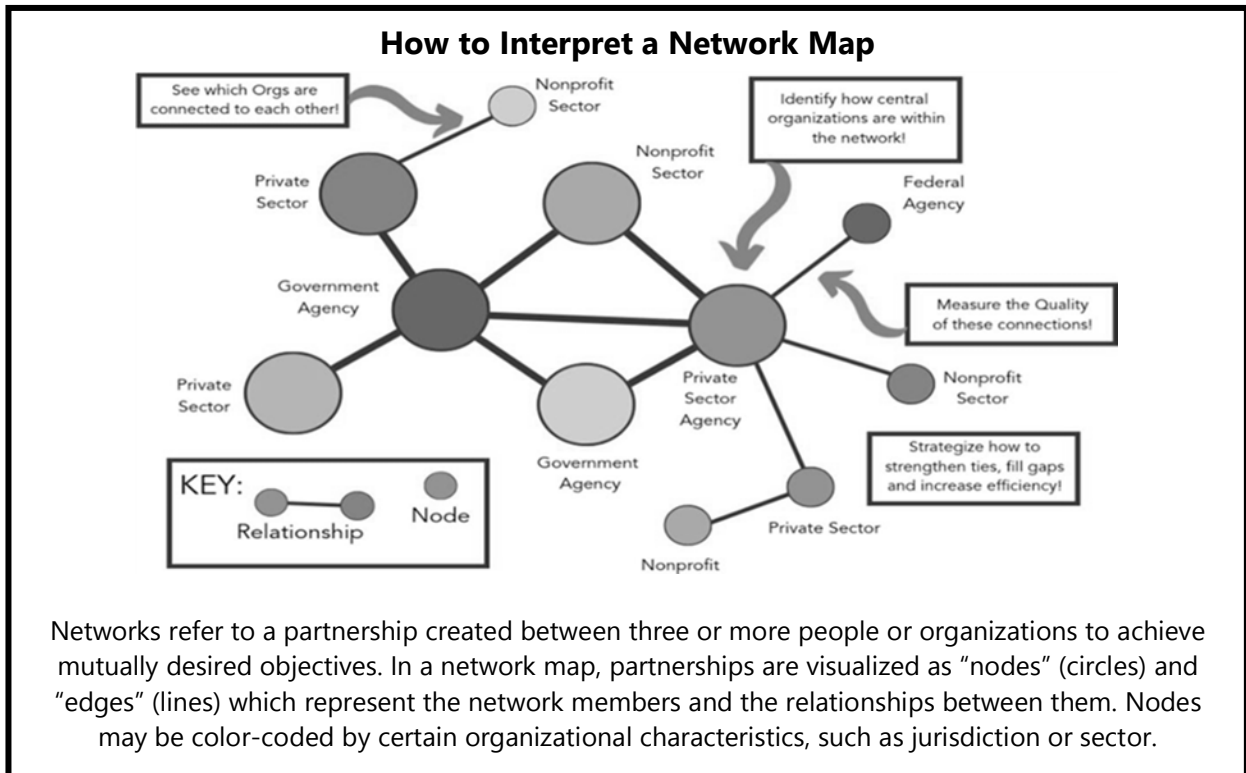 How to Interpret a Network Map
See which Orgs are
connected to each other!
Nonprofit
Sector
Identify how central
organizations are within
the network!
Nonprofit
Sector
Private
Sector
Federal
Agency
Government
Agency
Measure the Quality
of these connections!
Private
Sector
Private
Sector
Agency
Nonprofit
Sector
Government
Agency
Strategize how to
strengthen ties, fill gaps
and increase efficiency!
KEY:
Node
Relationship
Private Sector
Nonprofit
Networks refer to a partnership created between three or more people or organizations to achieve
mutually desired objectives. In a network map, partnerships are visualized as “nodes” (circles) and
“edges” (lines) which represent the network members and the relationships between them. Nodes
may be color-coded by certain organizational characteristics, such as jurisdiction or sector.